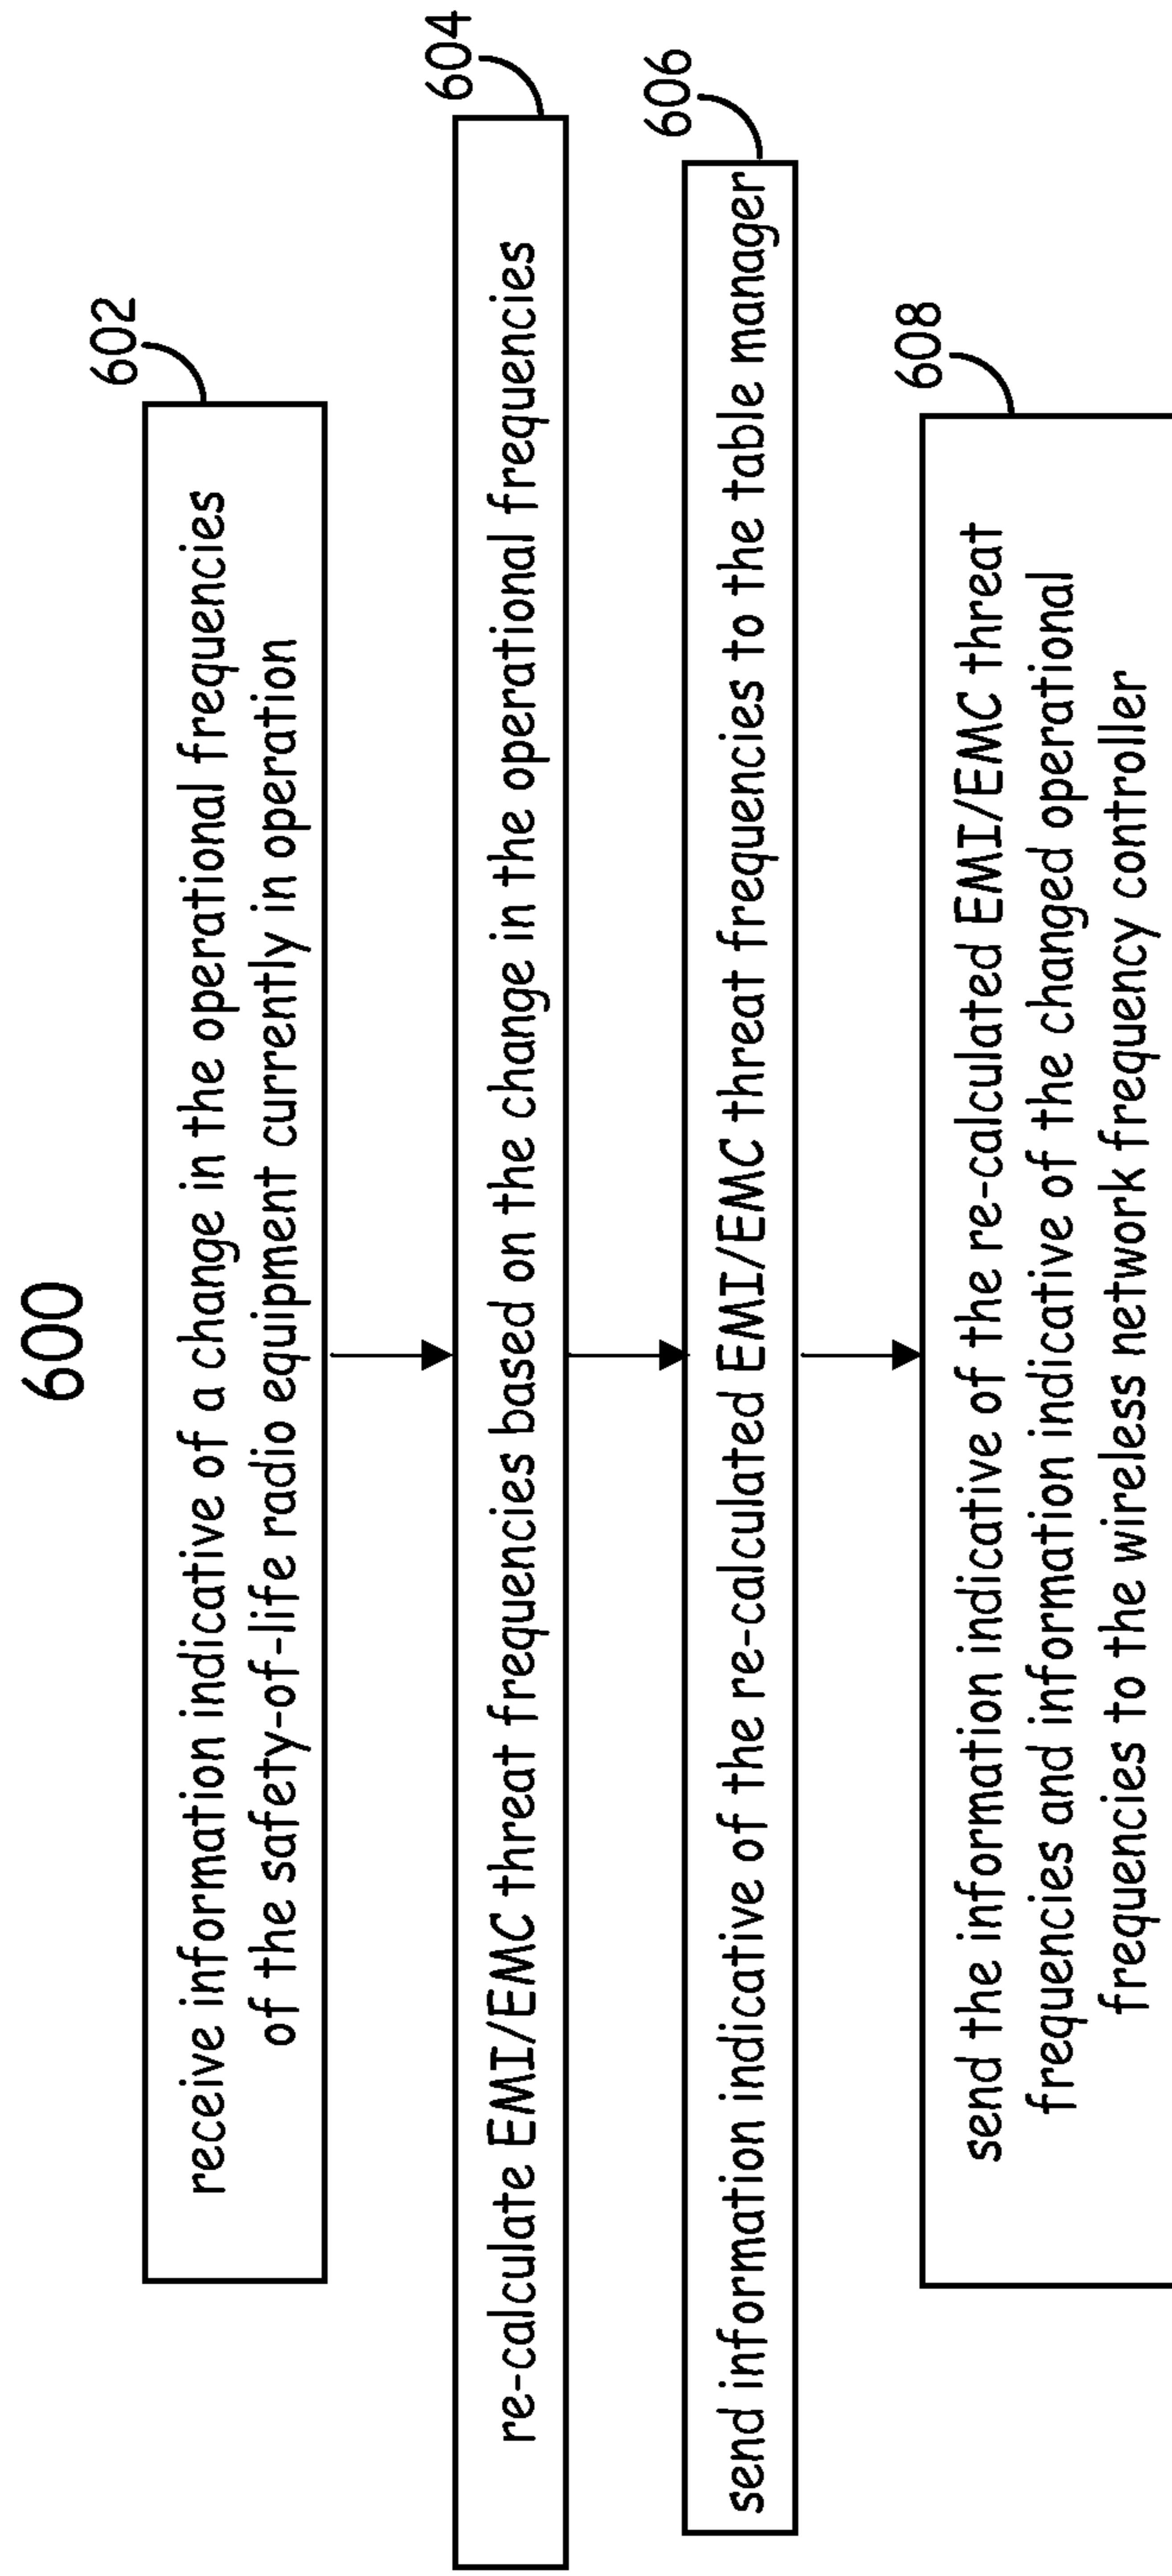 600
602
receive information indicative of a change in the operational frequencies
of the safety-of-life radio equipment currently in operation
604
re-calculate EMI/EMC threat frequencies based on the change in the operational frequencies
606
send information indicative of the re-calculated EMI/EMC threat frequencies to the table manager
608
send the information indicative of the re-calculated EMI/EMC threat
frequencies and information indicative of the changed operational
frequencies to the wireless network frequency controller